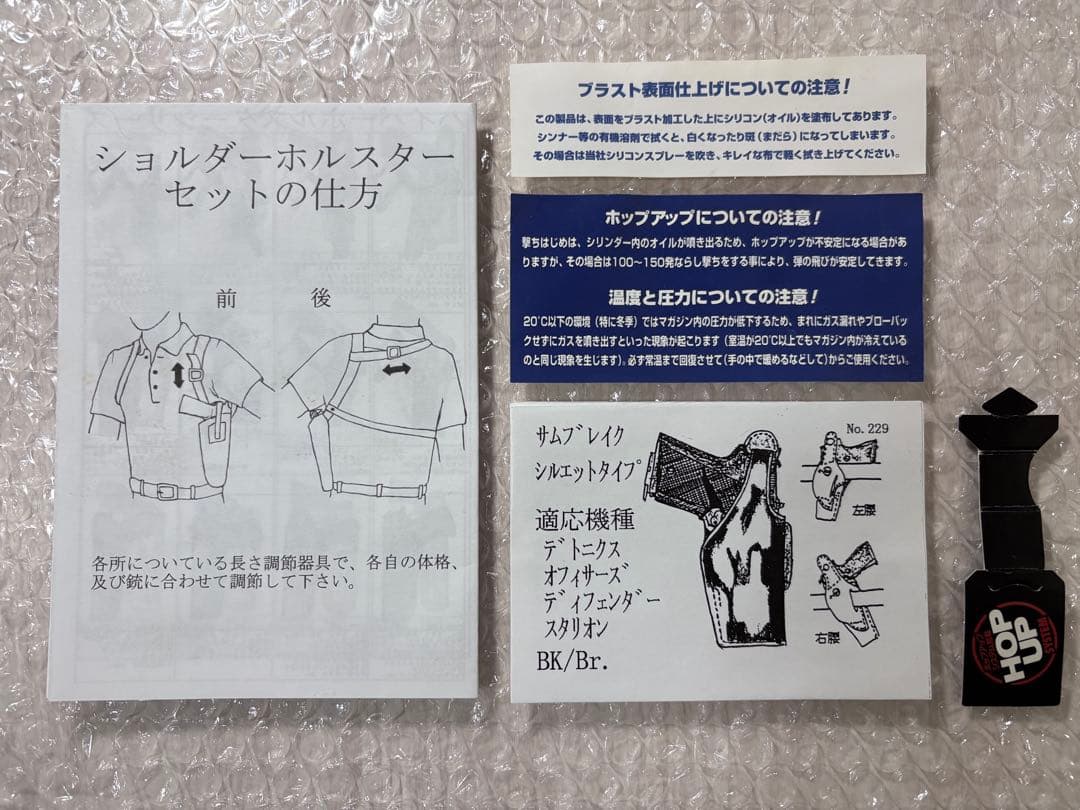 ショルダーホルスター
セットの仕方
前 後
各所についている長さ調節器具で、各自の体格、
及び銃に合わせて調節して下さい。
ブラスト表面仕上げについての注意!
この製品は、表面をブラスト加工した上にシリコン(オイル)を塗布してあります。
シンナー等の有機溶剤で拭くと、白くなったり斑(まだら)になってしまいます。
その場合は当社シリコンスプレーを吹き、キレイな布で軽く拭き上げてください。
ホップアップについての注意!
撃ちはじめは、シリンダー内のオイルが噴き出るため、ホップアップが不安定になる場合があ
りますが、その場合は100〜150発ならし撃ちをする事により、弾の飛びが安定してきます。
温度と圧力についての注意!
20℃以下の環境(特に冬季)ではマガジン内の圧力が低下するため、まれにガス漏れやブローバッ
クせずにガスを噴き出すといった現象が起こります(室温が20℃以上でもマガジン内が冷えている
のと同じ現象を生じます)。必ず常温まで回復させて(手の中で暖めるなどして)からご使用ください。
サムブレイク
シルエットタイプ
適応機種
デトニクス
オフィサーズ
ディフェンダー
スタリオン
BK/Br.
No. 229
左腰
右腰
HOP
UP
SYSTEM